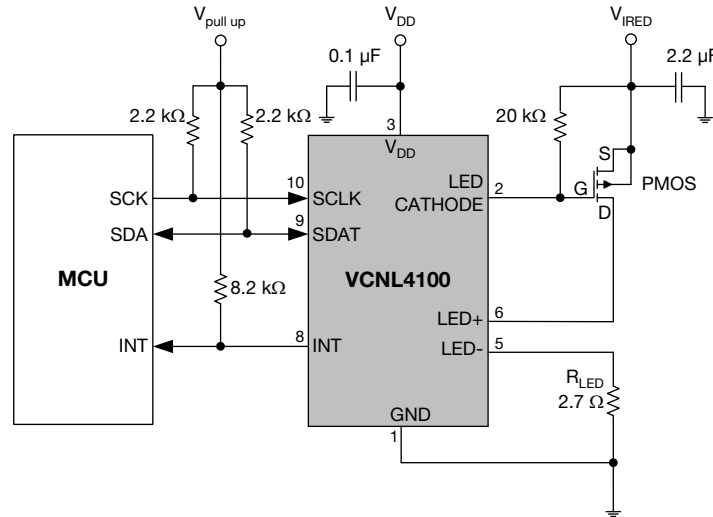 V_pull up
V_DD
V_IRED
0.1 µF
2.2 µF
2.2 kΩ
2.2 kΩ
20 kΩ
3
V_DD
S
G
PMOS
D
SCK
10
SCLK
LED
CATHODE
2
SDA
9
SDAT
MCU
VCNL4100
8.2 kΩ
LED+
6
INT
8
INT
LED-
5
R_LED
2.7 Ω
GND
1